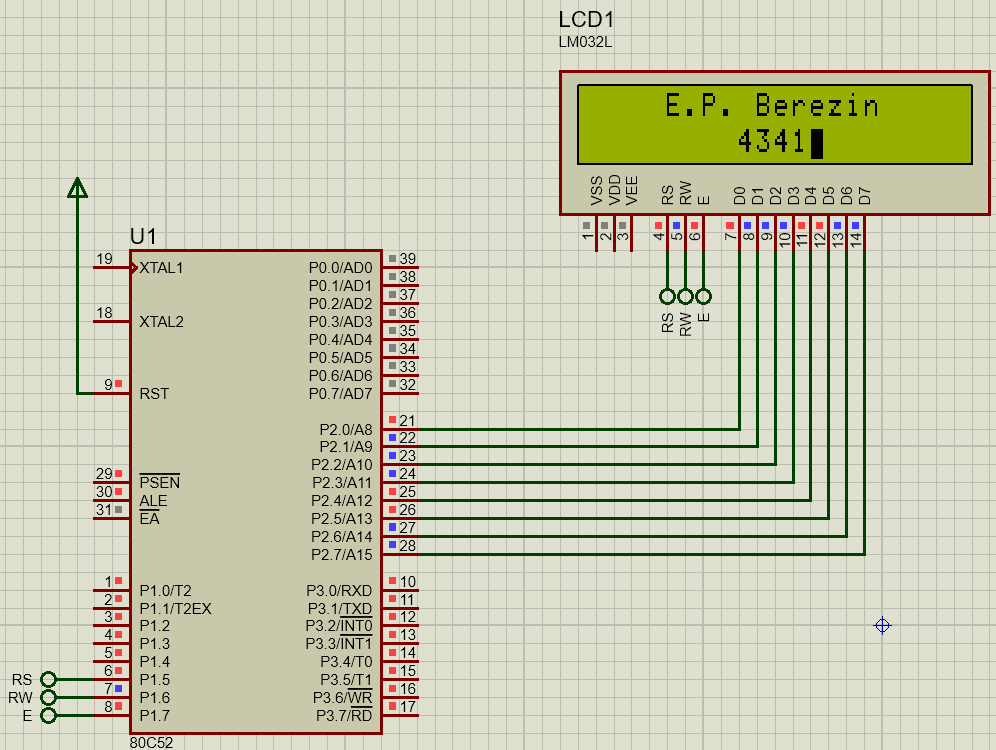 LCD1
LM032L
E.P. Berezin
4341
VSS VDD VEE RS RW E D0 D1 D2 D3 D4 D5 D6 D7
1 2 3 4 5 6 7 8 9 10 11 12 13 14
RS RW E
U1
19 XTAL1 P0.0/AD0 39
P0.1/AD1 38
P0.2/AD2 37
18 XTAL2 P0.3/AD3 36
P0.4/AD4 35
P0.5/AD5 34
P0.6/AD6 33
9 RST P0.7/AD7 32
P2.0/A8 21
P2.1/A9 22
P2.2/A10 23
29 PSEN P2.3/A11 24
30 ALE P2.4/A12 25
31 EA P2.5/A13 26
P2.6/A14 27
P2.7/A15 28
1 P1.0/T2 P3.0/RXD 10
2 P1.1/T2EX P3.1/TXD 11
3 P1.2 P3.2/INT0 12
4 P1.3 P3.3/INT1 13
5 P1.4 P3.4/T0 14
RS 6 P1.5 P3.5/T1 15
RW 7 P1.6 P3.6/WR 16
E 8 P1.7 P3.7/RD 17
80C52